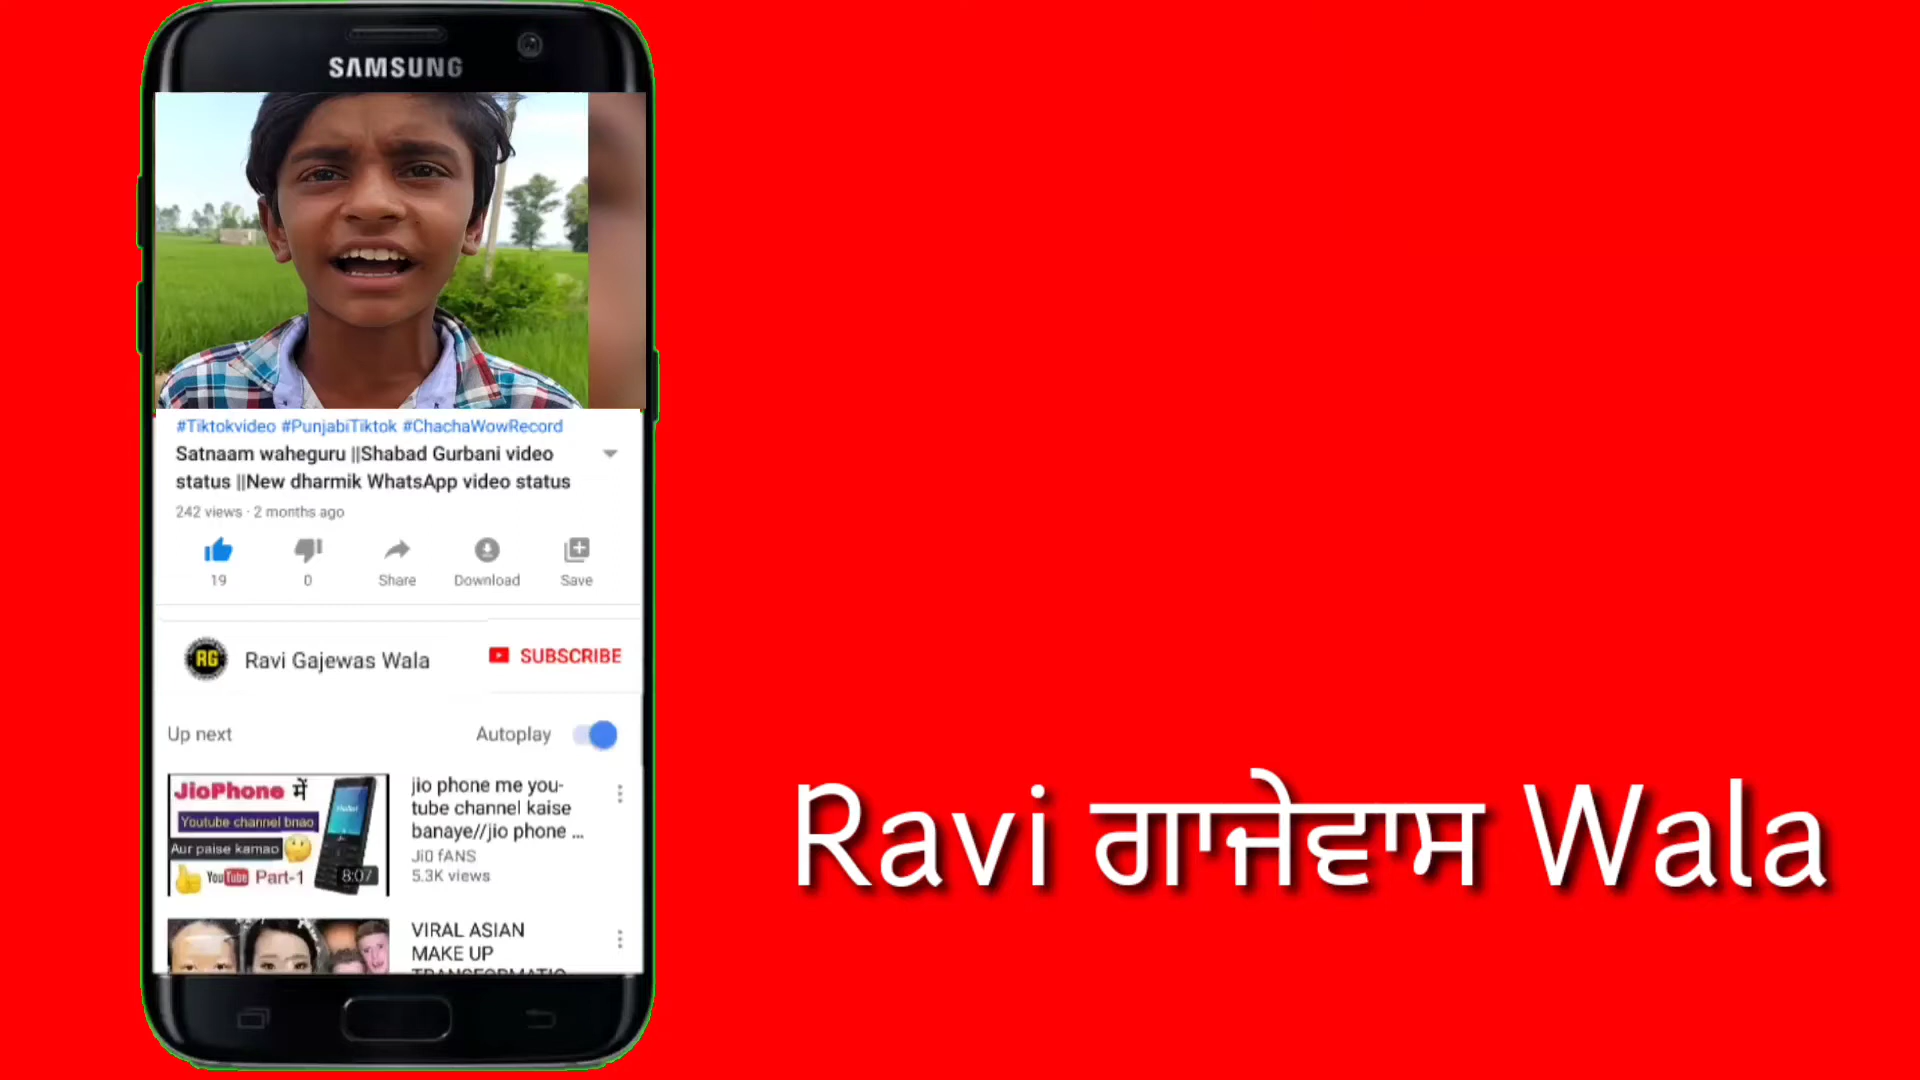 SAMSUNG
#Tiktokvideo #PunjabiTiktok #ChachaWowRecord
Satnaam waheguru ||Shabad Gurbani video
status ||New dharmik WhatsApp video status
242 views · 2 months ago
19
0
Share
Download
Save
RG
Ravi Gajewas Wala
SUBSCRIBE
Up next
Autoplay
JioPhone में
Youtube channel bnao
Aur paise kamao
YouTube Part-1
8:07
jio phone me you-
tube channel kaise
banaye//jio phone ...
JiO fANS
5.3K views
VIRAL ASIAN
MAKE UP
TRANSFORMATIO
Ravi ਗਾਜੇਵਾਸ Wala